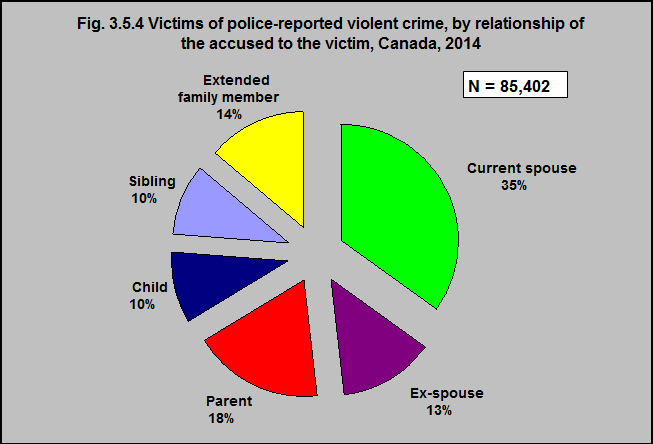 Fig. 3.5.4 Victims of police-reported violent crime, by relationship of
the accused to the victim, Canada, 2014
N = 85,402
Extended
family member
14%
Current spouse
35%
Sibling
10%
Child
10%
Parent
18%
Ex-spouse
13%